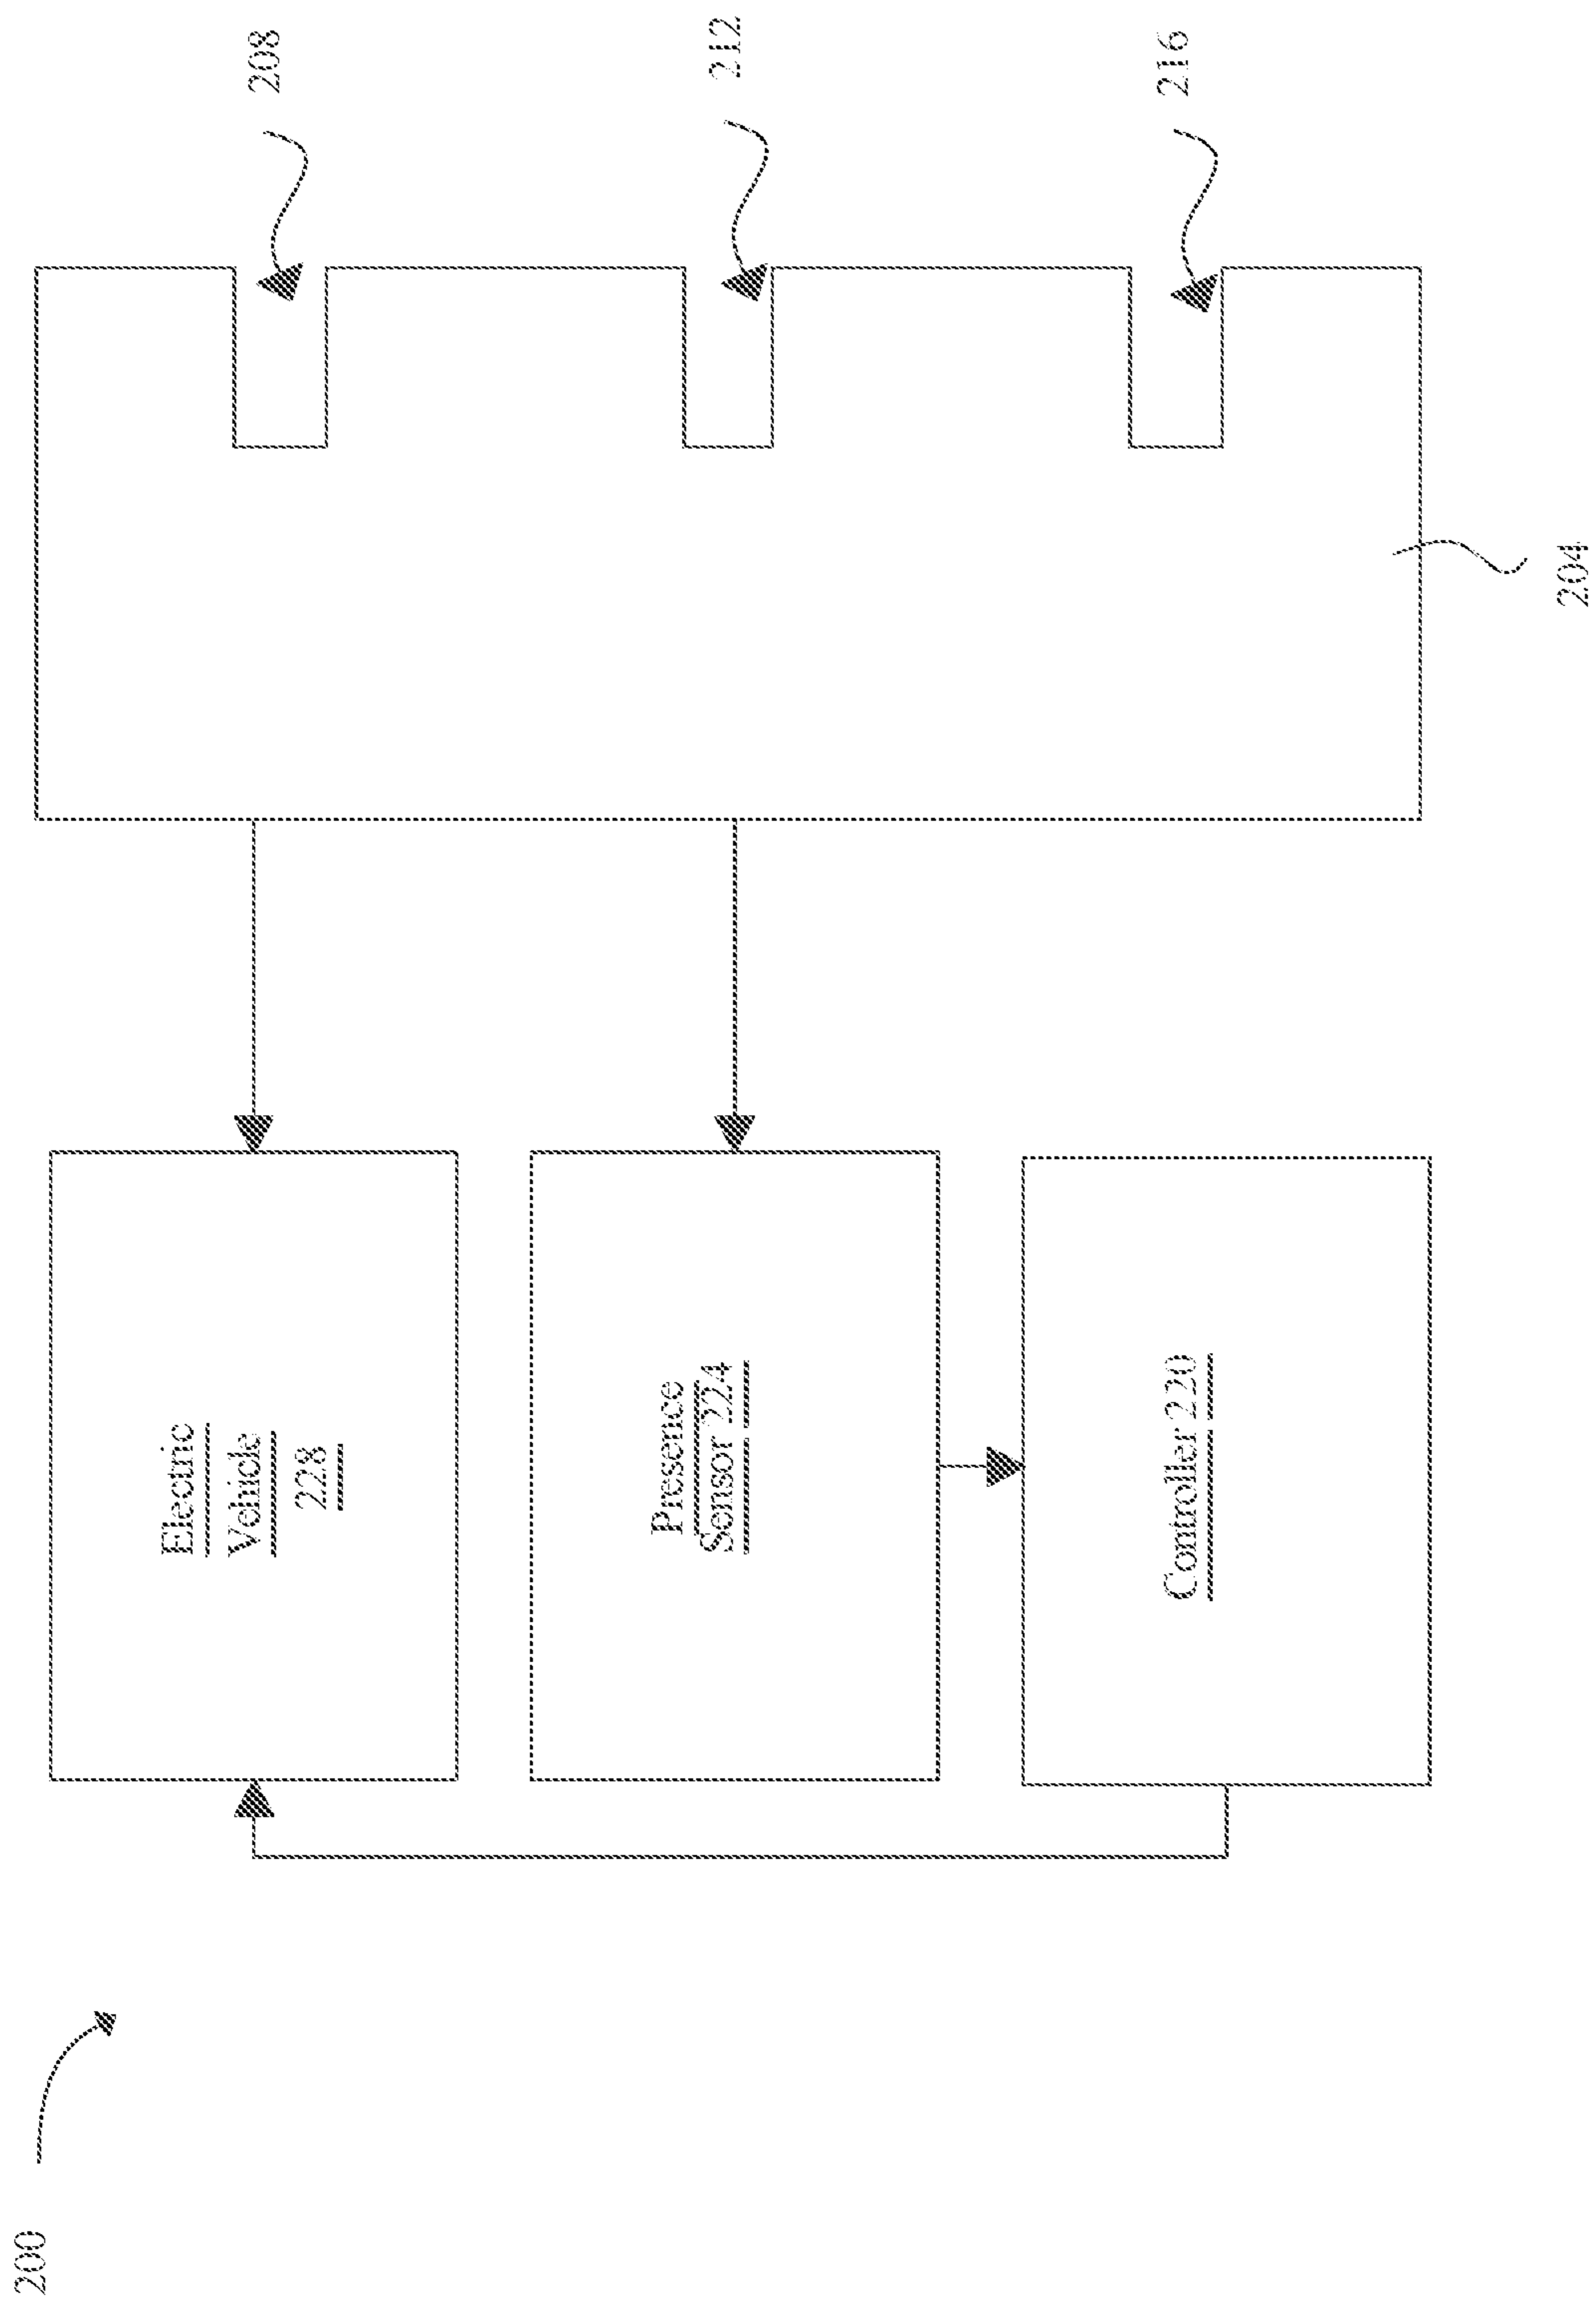 200
Electric
Vehicle
228
Presence
Sensor 224
Controller 220
208
212
216
204